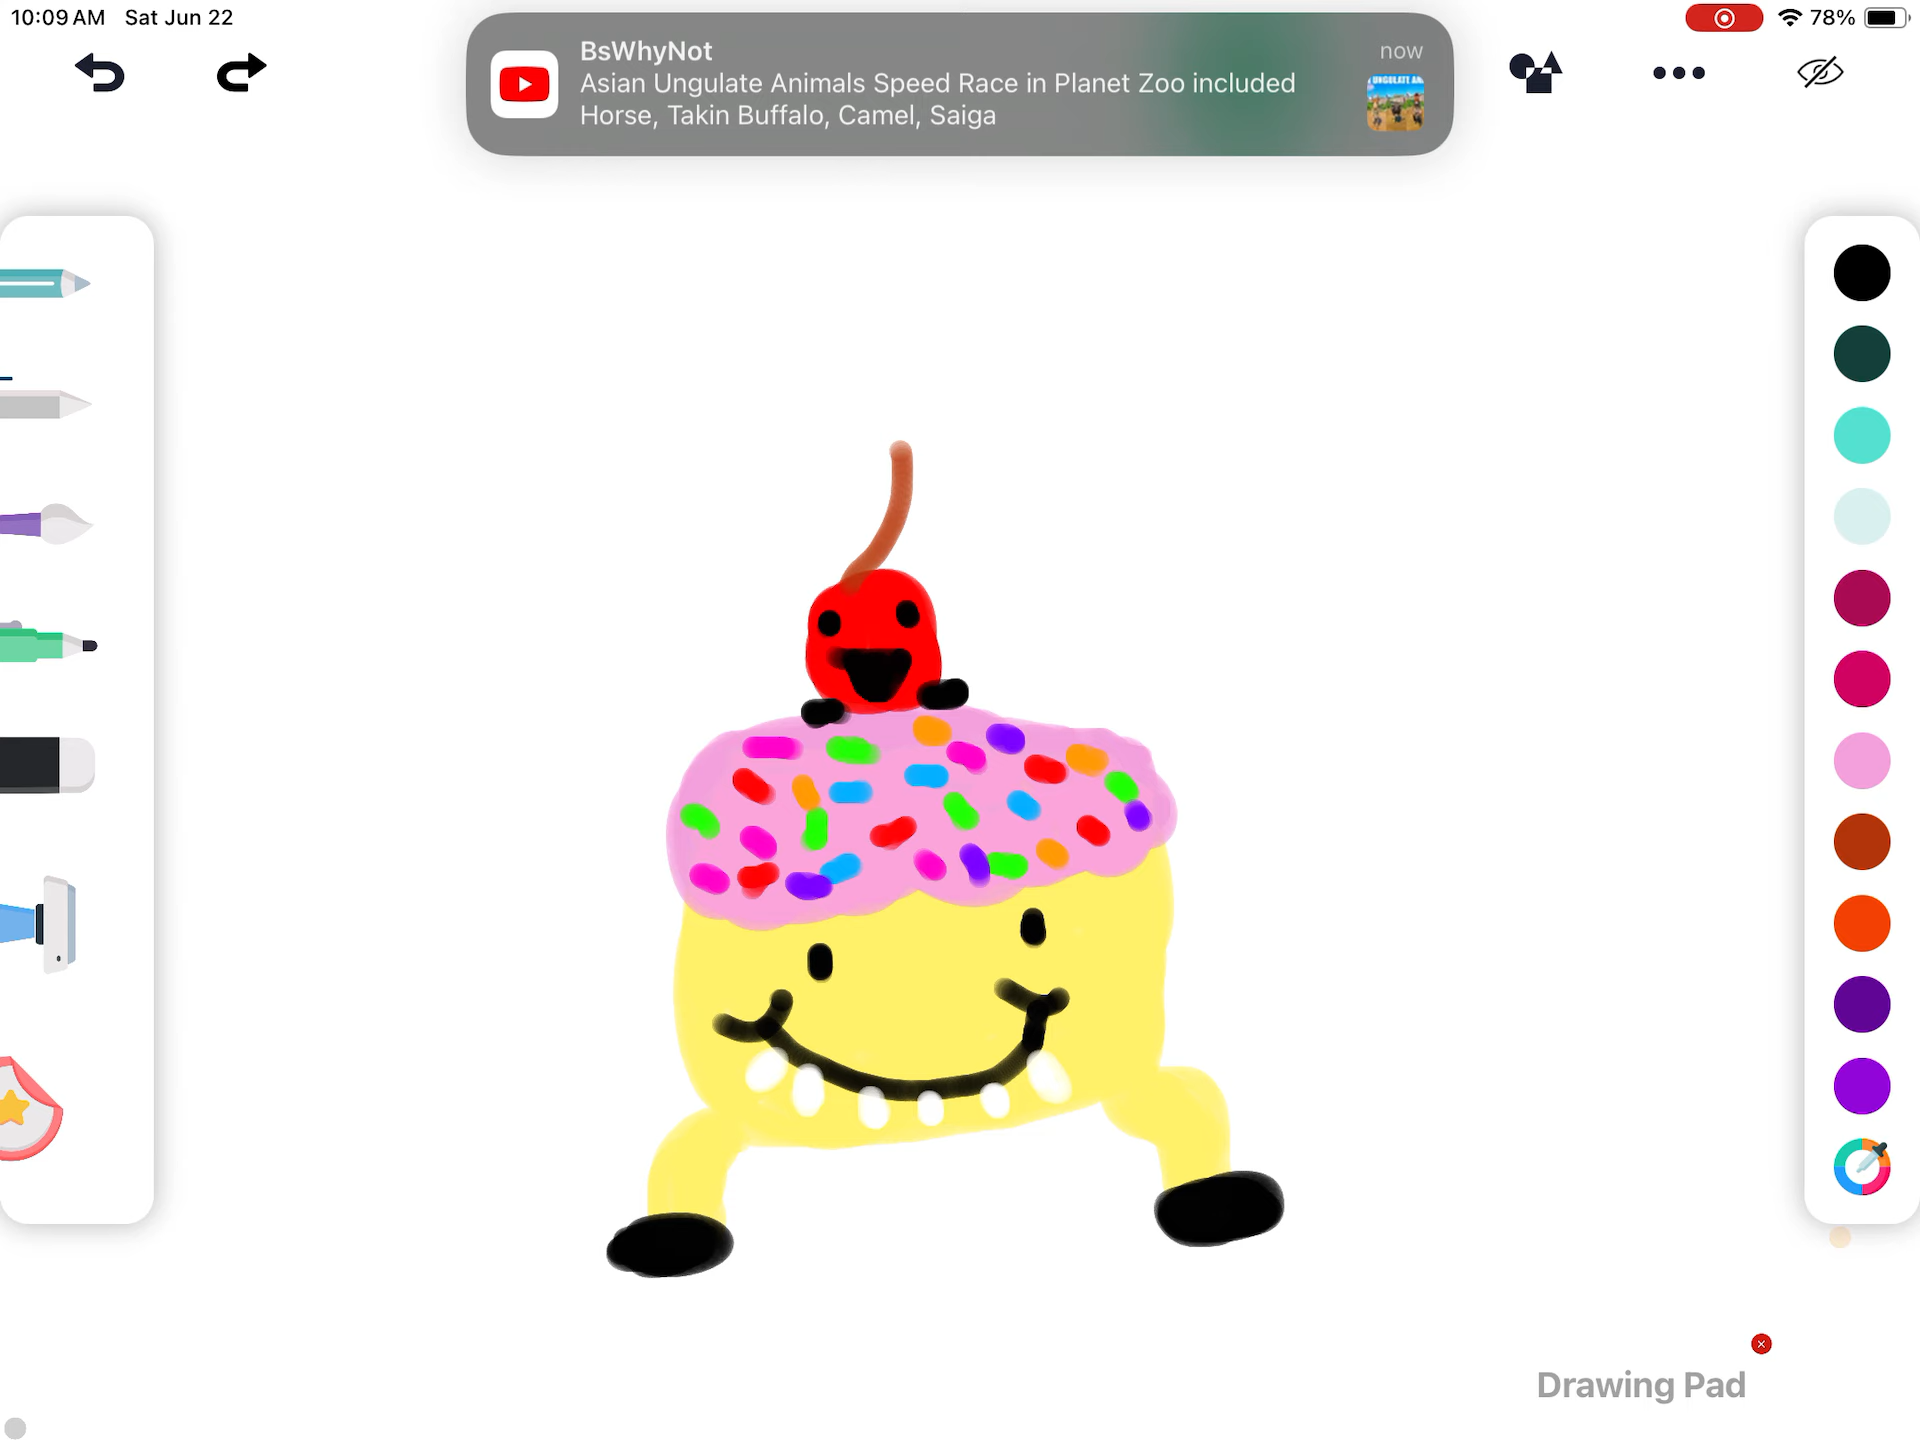 10:09 AM Sat Jun 22
78%
BsWhyNot
now
Asian Ungulate Animals Speed Race in Planet Zoo included
Horse, Takin Buffalo, Camel, Saiga
Drawing Pad